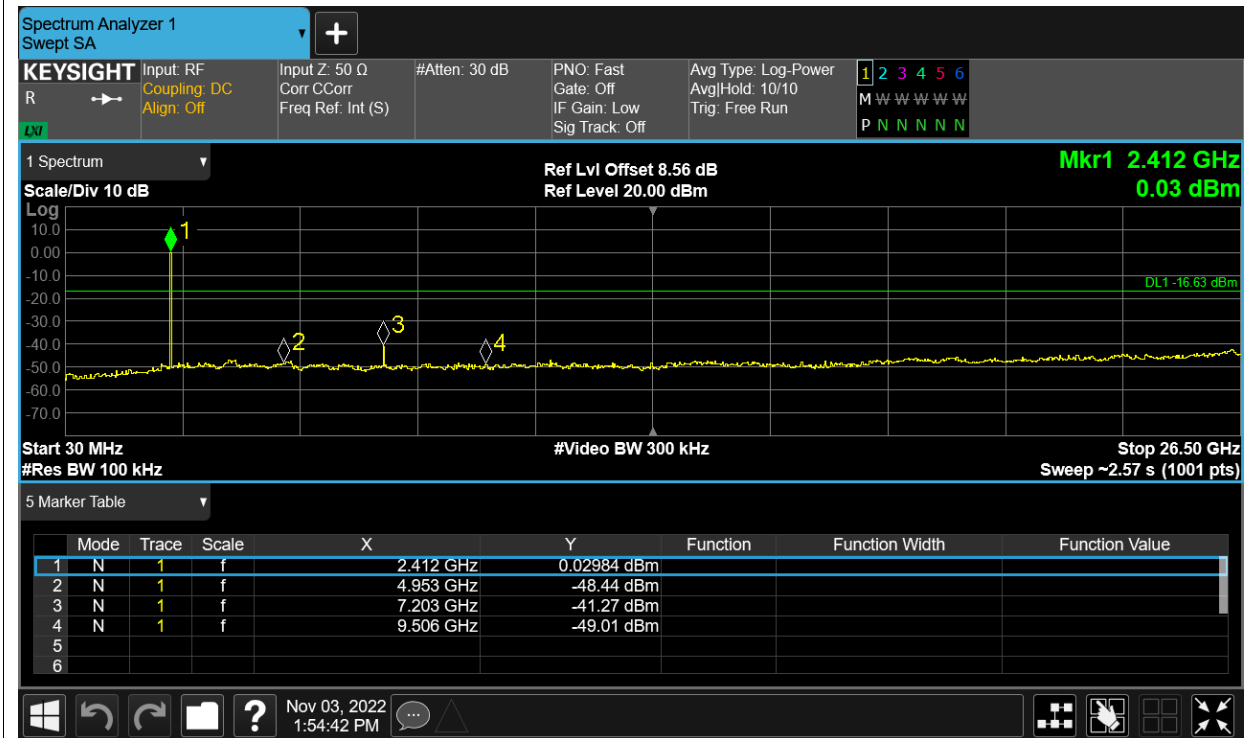 Spectrum Analyzer 1
Swept SA
KEYSIGHT Input: RF Input Z: 50 Ω #Atten: 30 dB PNO: Fast Avg Type: Log-Power 1 2 3 4 5 6
R Coupling: DC Corr CCorr Gate: Off Avg|Hold: 10/10 M W W W W W
Align: Off Freq Ref: Int (S) IF Gain: Low Trig: Free Run P N N N N N
LXI Sig Track: Off
1 Spectrum Ref Lvl Offset 8.56 dB Mkr1 2.412 GHz
Scale/Div 10 dB Ref Level 20.00 dBm 0.03 dBm
Log
10.0 1
0.00
-10.0 DL1 -16.63 dBm
-20.0
-30.0 3
-40.0 2 4
-50.0
-60.0
-70.0
Start 30 MHz #Video BW 300 kHz Stop 26.50 GHz
#Res BW 100 kHz Sweep ~2.57 s (1001 pts)
5 Marker Table
Mode Trace Scale X Y Function Function Width Function Value
1 N 1 f 2.412 GHz 0.02984 dBm
2 N 1 f 4.953 GHz -48.44 dBm
3 N 1 f 7.203 GHz -41.27 dBm
4 N 1 f 9.506 GHz -49.01 dBm
5
6
? Nov 03, 2022
1:54:42 PM